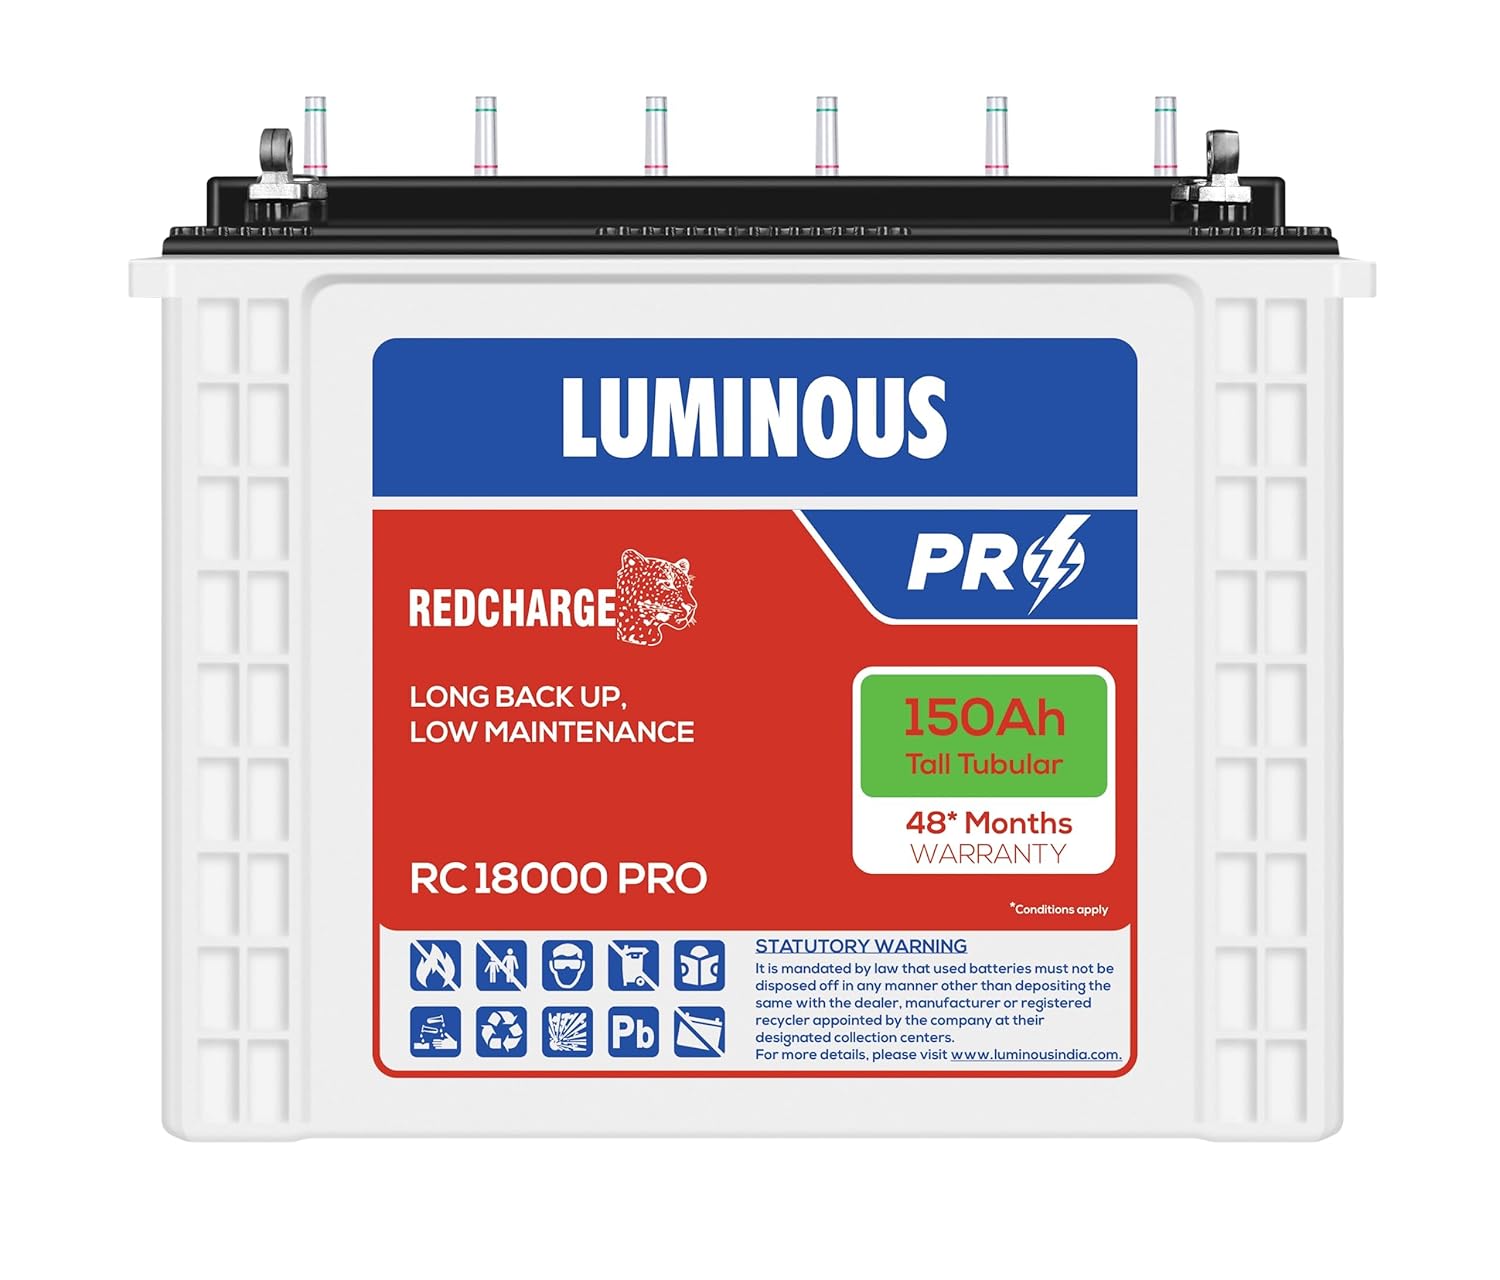 LUMINOUS
PRO
REDCHARGE
LONG BACK UP,
LOW MAINTENANCE
150Ah
Tall Tubular
48* Months
WARRANTY
RC 18000 PRO
*Conditions apply
STATUTORY WARNING
It is mandated by law that used batteries must not be
disposed off in any manner other than depositing the
same with the dealer, manufacturer or registered
recycler appointed by the company at their
designated collection centers.
For more details, please visit www.luminousindia.com.
Pb